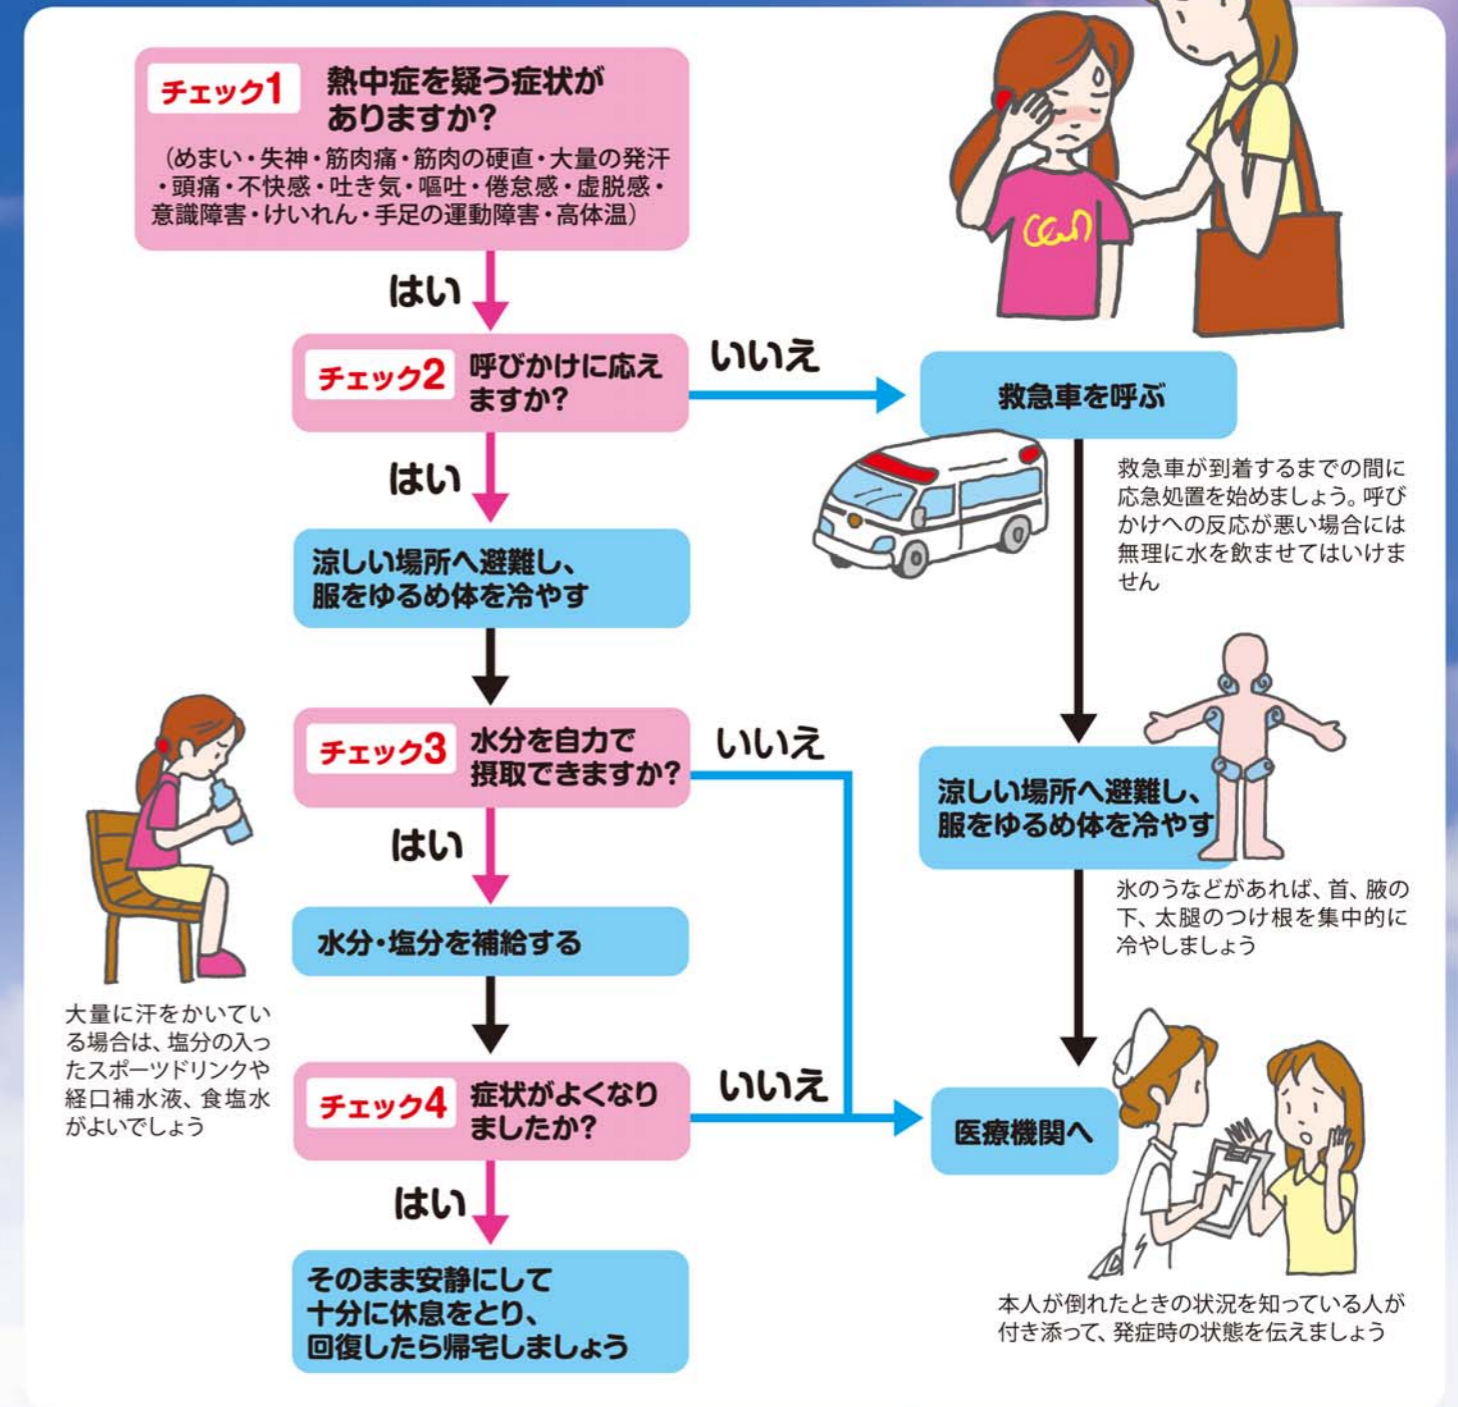 チェック1
熱中症を疑う症状が
ありますか?
(めまい・失神・筋肉痛・筋肉の硬直・大量の発汗
・頭痛・不快感・吐き気・嘔吐・倦怠感・虚脱感・
意識障害・けいれん・手足の運動障害・高体温)
はい
チェック2
呼びかけに応え
ますか?
いいえ
救急車を呼ぶ
救急車が到着するまでの間に
応急処置を始めましょう。呼び
かけへの反応が悪い場合には
無理に水を飲ませてはいけま
せん
はい
涼しい場所へ避難し、
服をゆるめ体を冷やす
チェック3
水分を自力で
摂取できますか?
いいえ
涼しい場所へ避難し、
服をゆるめ体を冷やす
氷のうなどがあれば、首、腋の
下、太腿のつけ根を集中的に
冷やしましょう
はい
水分・塩分を補給する
大量に汗をかいてい
る場合は、塩分の入っ
たスポーツドリンクや
経口補水液、食塩水
がよいでしょう
チェック4
症状がよくなり
ましたか?
いいえ
医療機関へ
本人が倒れたときの状況を知っている人が
付き添って、発症時の状態を伝えましょう
はい
そのまま安静にして
十分に休息をとり、
回復したら帰宅しましょう